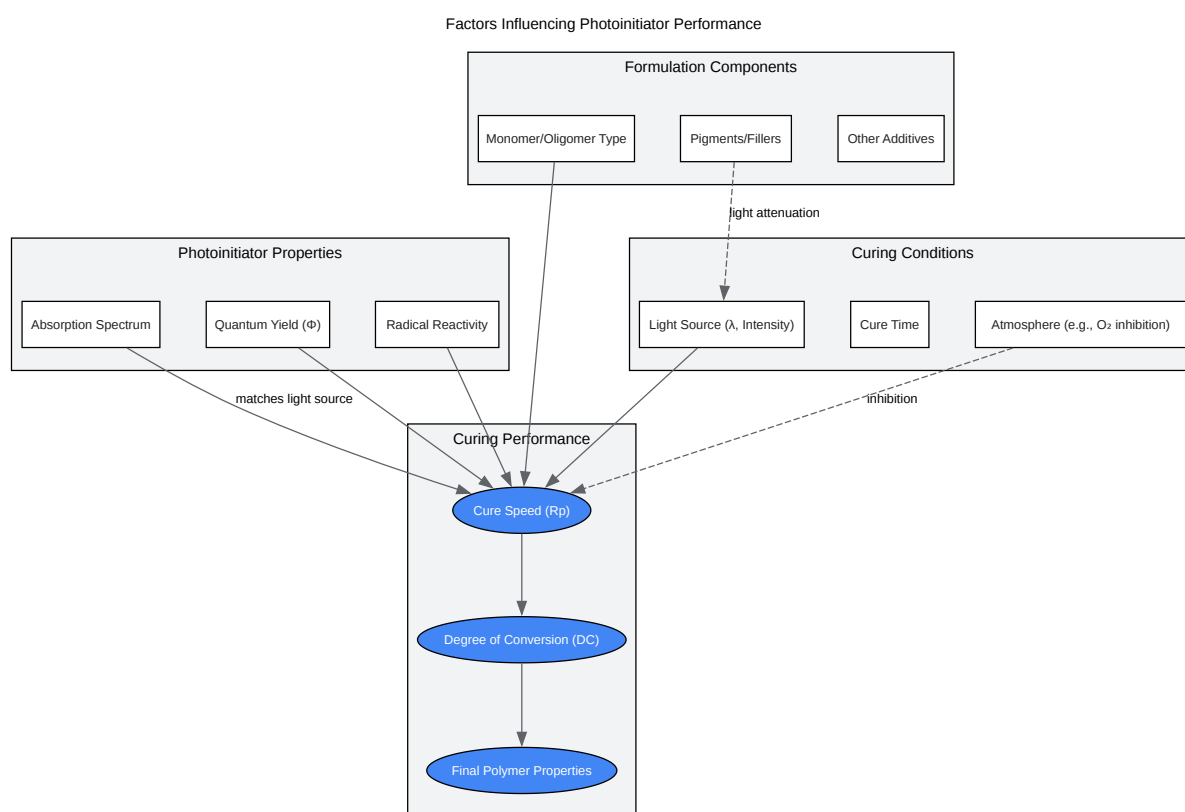 Factors Influencing Photoinitiator Performance
Formulation Components
Monomer/Oligomer Type
Pigments/Fillers
Other Additives
light attenuation
Photoinitiator Properties
Absorption Spectrum
Quantum Yield (Φ)
Radical Reactivity
Curing Conditions
Light Source (λ, Intensity)
Cure Time
Atmosphere (e.g., O₂ inhibition)
matches light source
inhibition
Curing Performance
Cure Speed (Rp)
Degree of Conversion (DC)
Final Polymer Properties